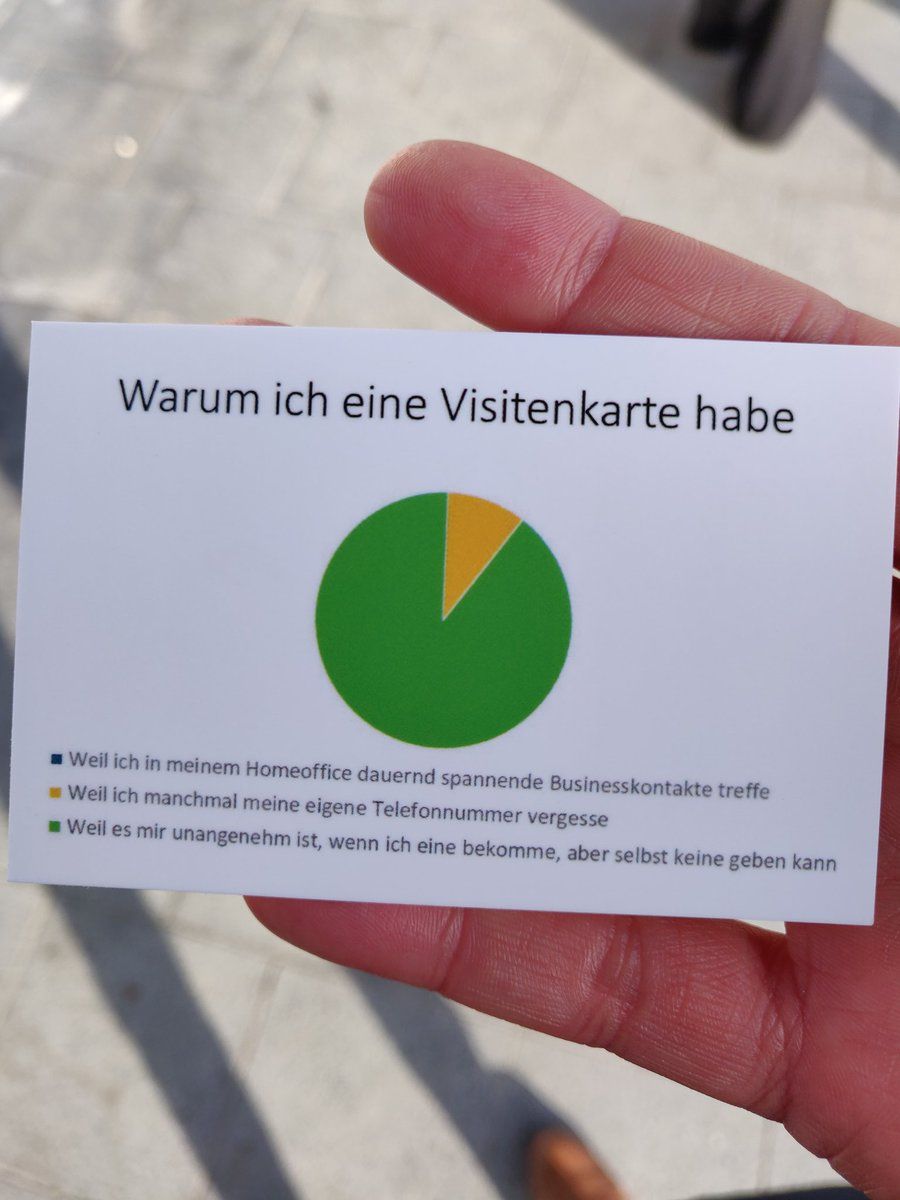 Warum ich eine Visitenkarte habe
Weil ich in meinem Homeoffice dauernd spannende Businesskontakte treffe
Weil ich manchmal meine eigene Telefonnummer vergesse
Weil es mir unangenehm ist, wenn ich eine bekomme, aber selbst keine geben kann